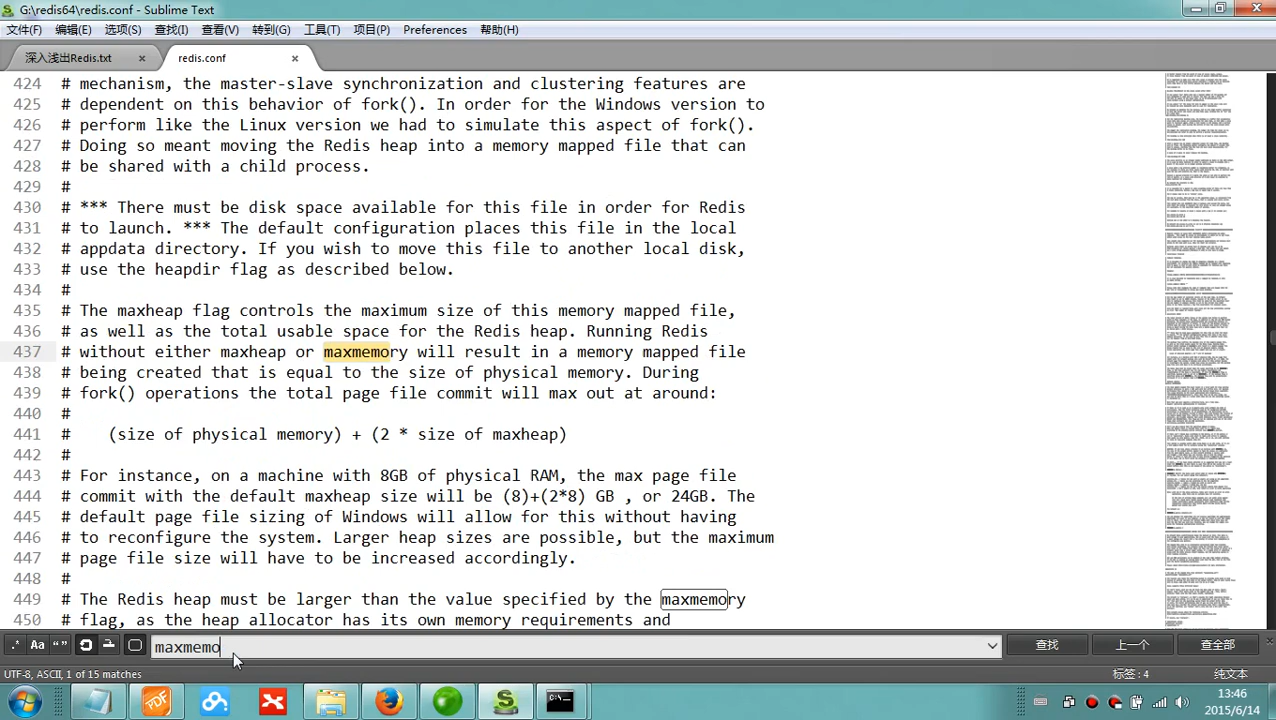 G:\redis64\redis.conf - Sublime Text
文件(F) 编辑(E) 选项(S) 查找(I) 查看(V) 转到(G) 工具(T) 项目(P) Preferences 帮助(H)
深入浅出Redis.txt × redis.conf ×
424 # mechanism, the master-slave synchronization and clustering features are
425 # dependent on this behavior of fork(). In order for the Windows version to
426 # perform like the Linux version we had to simulate this aspect of fork().
427 # Doing so meant moving the Redis heap into a memory mapped file that can
428 # be shared with child process.
429 #
430 # *** There must be disk space available for this file in order for Redis
431 # to launch. *** The default configuration places this file in the local
432 # appdata directory. If you wish to move this file to another local disk,
433 # use the heapdir flag as described below.
434 #
435 # The maxheap flag controls the maximum size of this memory mapped file,
436 # as well as the total usable space for the Redis heap. Running Redis
437 # without either maxheap or maxmemory will result in a memory mapped file
438 # being created that is equal to the size of physical memory. During
439 # fork() operations the total page file commit will max out at around:
440 #
441 # (size of physical memory) + (2 * size of maxheap)
442 #
443 # For instance, on a machine with 8GB of physical RAM, the max page file
444 # commit with the default maxheap size will be (8)+(2*8) GB , or 24GB. The
445 # default page file sizing of Windows will allow for this without having
446 # to reconfigure the system. Larger heap sizes are possible, but the maximum
447 # page file size will have to be increased accordingly.
448 #
449 # The Redis heap must be larger than the value specified by the maxmemory
450 # flag, as the heap allocator has its own memory requirements and
.* Aa “ ” maxmemo 查找 上一个 查全部
UTF-8, ASCII, 1 of 15 matches 标签: 4 纯文本
PDF
C:\
13:46
2015/6/14